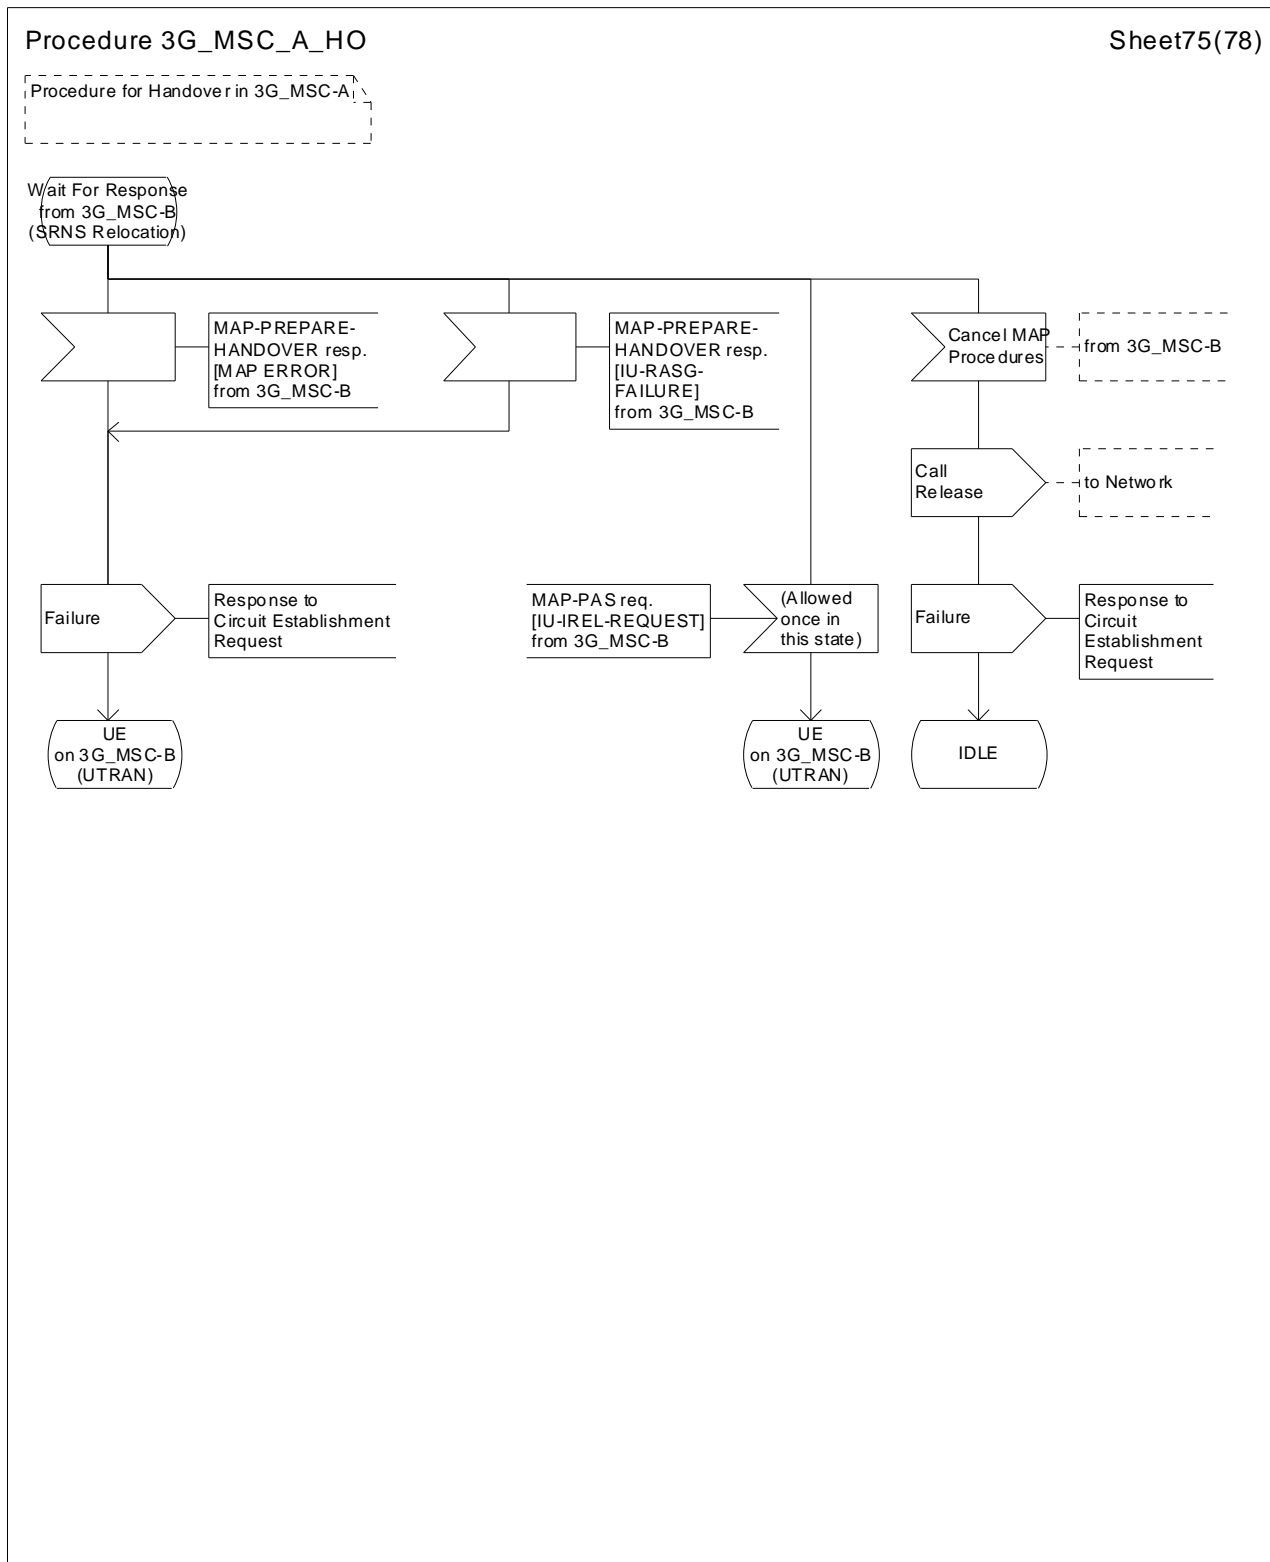 Procedure 3G_MSC_A_HO
Sheet75(78)
Procedure for Handover in 3G_MSC-A
Wait For Response
from 3G_MSC-B
(SRNS Relocation)
MAP-PREPARE-
HANDOVER resp.
[MAP ERROR]
from 3G_MSC-B
MAP-PREPARE-
HANDOVER resp.
[IU-RASG-
FAILURE]
from 3G_MSC-B
Cancel MAP
Procedures
from 3G_MSC-B
Call
Release
to Network
Failure
Response to
Circuit Establishment
Request
MAP-PAS req.
[IU-IREL-REQUEST]
from 3G_MSC-B
(Allowed
once in
this state)
Failure
Response to
Circuit
Establishment
Request
UE
on 3G_MSC-B
(UTRAN)
UE
on 3G_MSC-B
(UTRAN)
IDLE